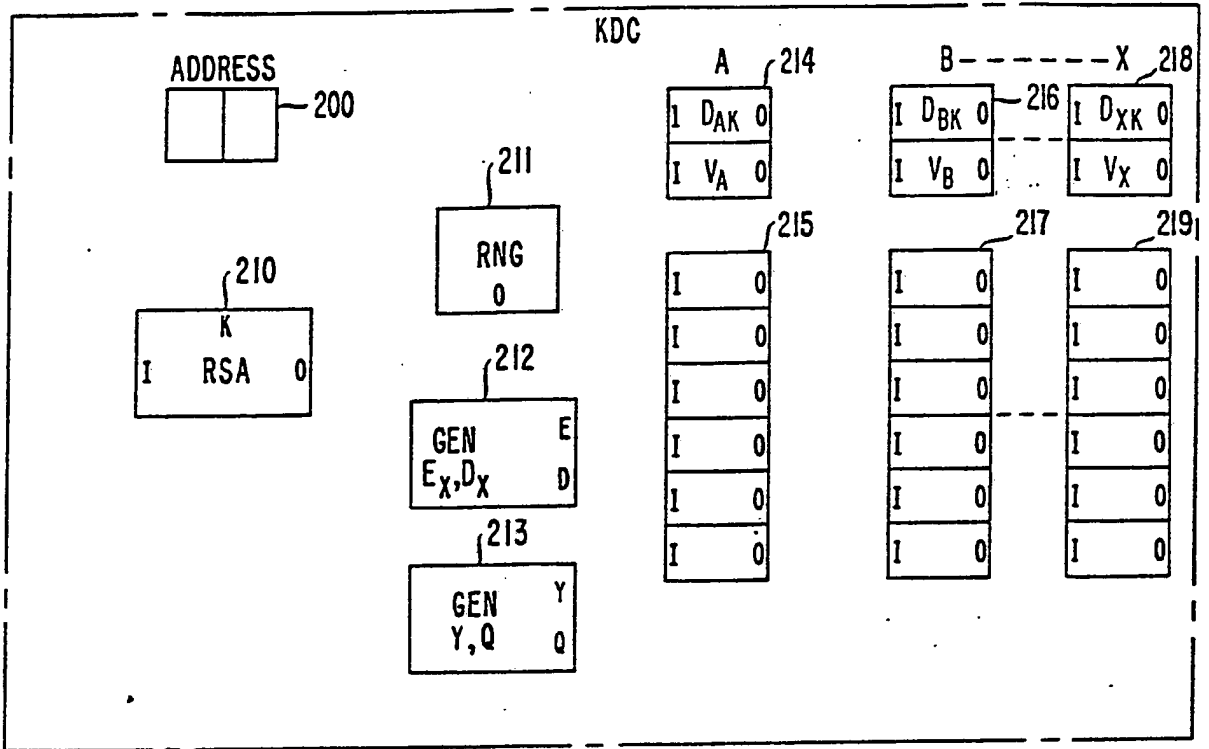 KDC
ADDRESS
200
A
214
B - - - - - - X
218
1 D_AK 0
I V_A 0
I D_BK 0
216
I V_B 0
I D_XK 0
I V_X 0
211
RNG
0
210
K
I RSA 0
212
GEN E
E_X,D_X D
213
GEN Y
Y,Q Q
215
I 0
I 0
I 0
I 0
1 0
I 0
217
I 0
I 0
I 0
I 0
I 0
I 0
219
I 0
I 0
I 0
I 0
I 0
I 0